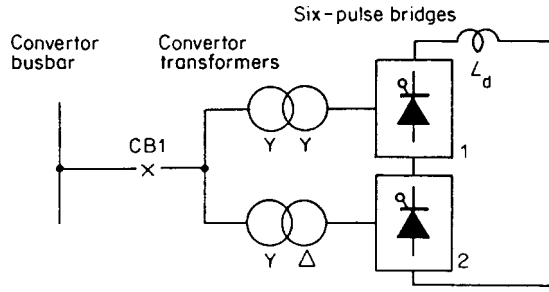 Six-pulse bridges
Convertor
busbar
Convertor
transformers
L_d
CB1
Y Y
1
Y Δ
2